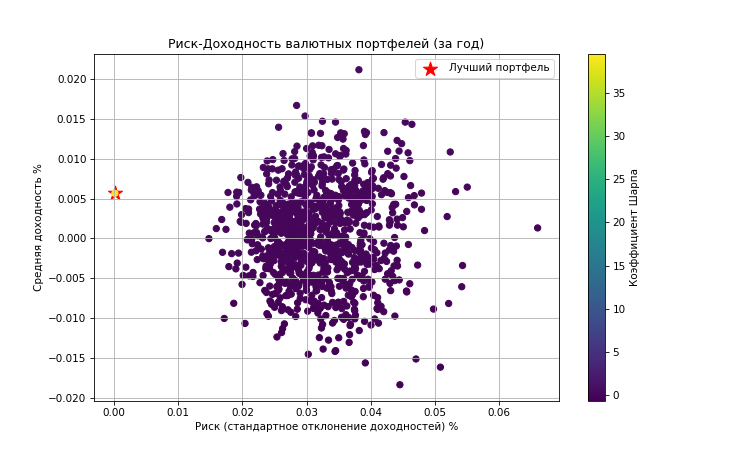 Риск-Доходность валютных портфелей (за год)
Лучший портфель
0.020
0.015
0.010
0.005
0.000
−0.005
−0.010
−0.015
−0.020
Средняя доходность %
0.00 0.01 0.02 0.03 0.04 0.05 0.06
Риск (стандартное отклонение доходностей) %
35
30
25
20
15
10
5
0
Коэффициент Шарпа